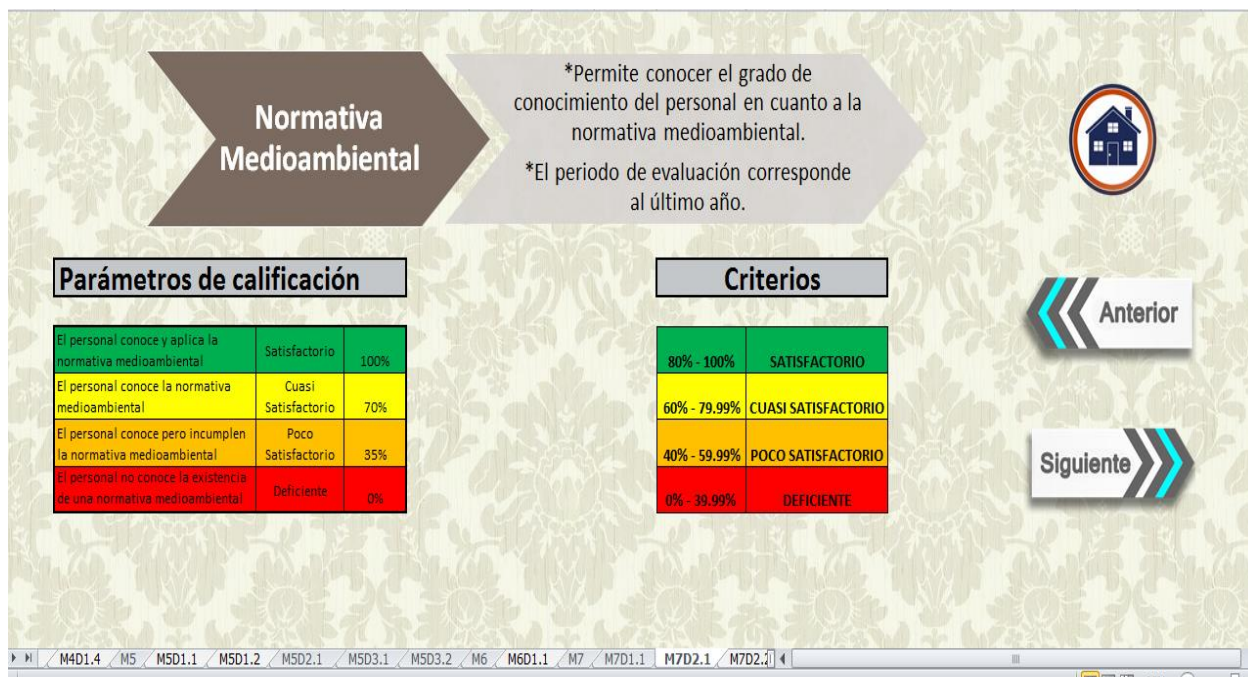 Normativa
Medioambiental
*Permite conocer el grado de
conocimiento del personal en cuanto a la
normativa medioambiental.
*El periodo de evaluación corresponde
al último año.
Parámetros de calificación
El personal conoce y aplica la
normativa medioambiental
Satisfactorio
100%
El personal conoce la normativa
medioambiental
Cuasi
Satisfactorio
70%
El personal conoce pero incumplen
la normativa medioambiental
Poco
Satisfactorio
35%
El personal no conoce la existencia
de una normativa medioambiental
Deficiente
0%
Criterios
80% - 100% SATISFACTORIO
60% - 79.99% CUASI SATISFACTORIO
40% - 59.99% POCO SATISFACTORIO
0% - 39.99% DEFICIENTE
Anterior
Siguiente
M4D1.4 M5 M5D1.1 M5D1.2 M5D2.1 M5D3.1 M5D3.2 M6 M6D1.1 M7 M7D1.1 M7D2.1